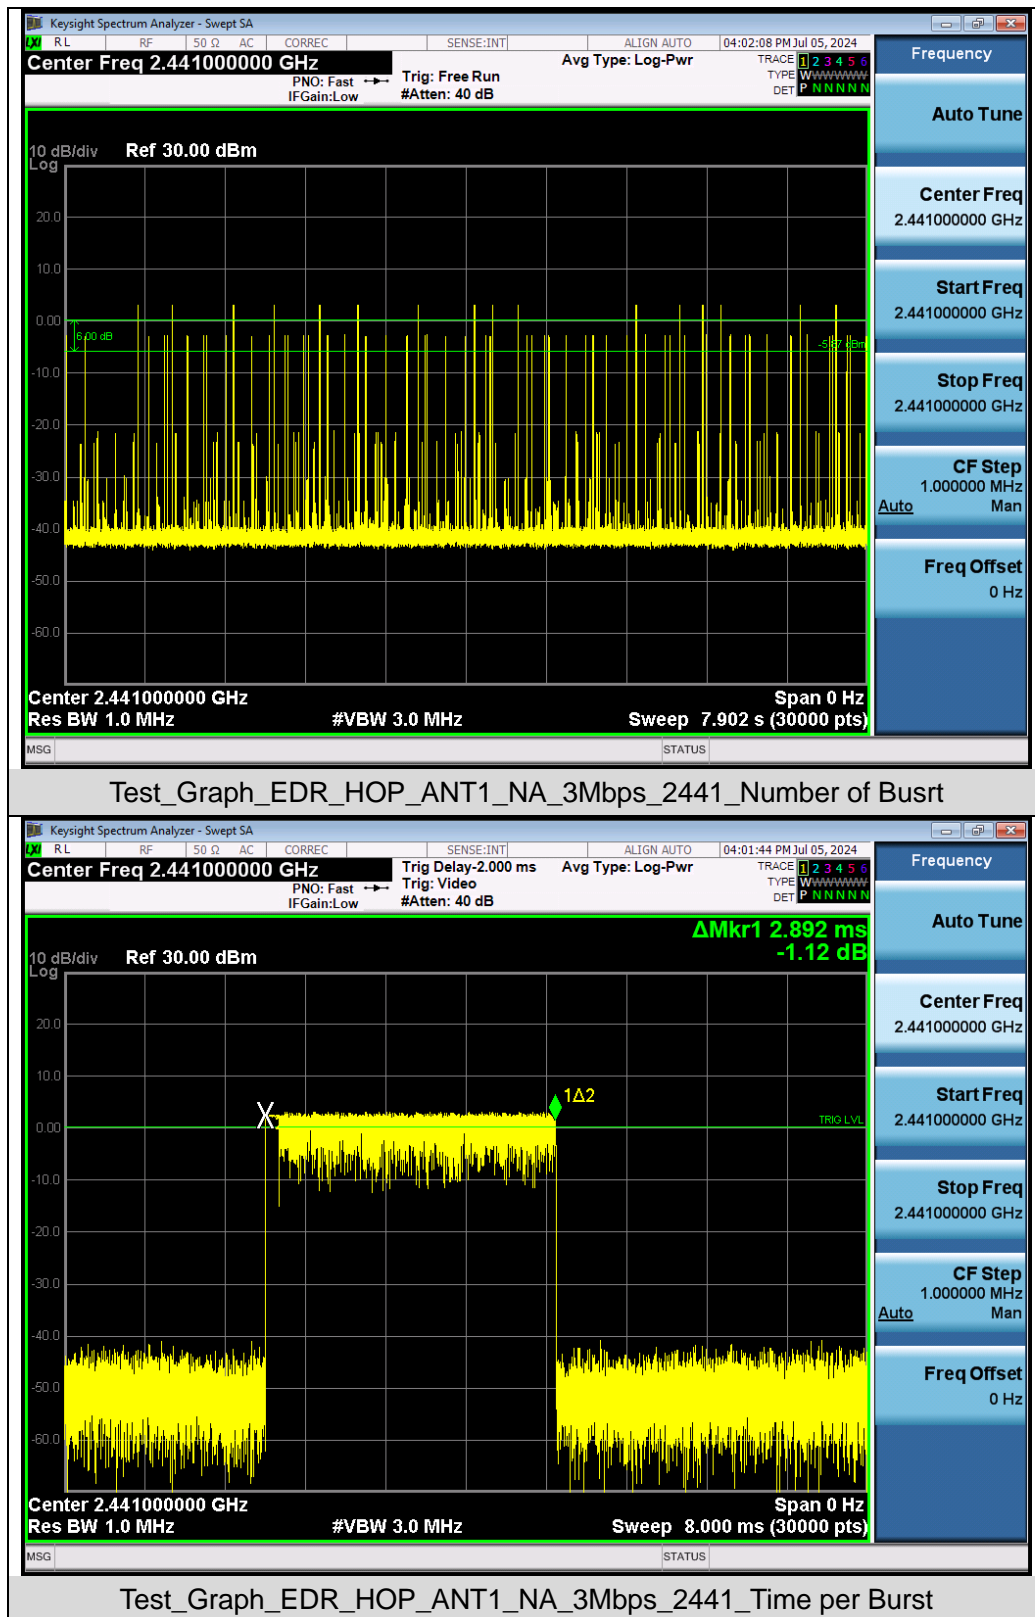 Keysight Spectrum Analyzer - Swept SA
LXI RL RF 50 Ω AC CORREC SENSE:INT ALIGN AUTO 04:02:08 PM Jul 05, 2024
Center Freq 2.441000000 GHz Avg Type: Log-Pwr TRACE 1 2 3 4 5 6
PNO: Fast Trig: Free Run TYPE WWWWWW
IFGain:Low #Atten: 40 dB DET P N N N N N
Frequency
Auto Tune
Center Freq
2.441000000 GHz
Start Freq
2.441000000 GHz
Stop Freq
2.441000000 GHz
CF Step
1.000000 MHz
Auto Man
Freq Offset
0 Hz
10 dB/div Ref 30.00 dBm
Log
20.0
10.0
0.00
6.00 dB
-5.87 dBm
-10.0
-20.0
-30.0
-40.0
-50.0
-60.0
Center 2.441000000 GHz Span 0 Hz
Res BW 1.0 MHz #VBW 3.0 MHz Sweep 7.902 s (30000 pts)
MSG STATUS
Test_Graph_EDR_HOP_ANT1_NA_3Mbps_2441_Number of Busrt
Keysight Spectrum Analyzer - Swept SA
LXI RL RF 50 Ω AC CORREC SENSE:INT ALIGN AUTO 04:01:44 PM Jul 05, 2024
Center Freq 2.441000000 GHz Trig Delay-2.000 ms Avg Type: Log-Pwr TRACE 1 2 3 4 5 6
PNO: Fast Trig: Video TYPE WWWWWW
IFGain:Low #Atten: 40 dB DET P N N N N N
Frequency
Auto Tune
Center Freq
2.441000000 GHz
Start Freq
2.441000000 GHz
Stop Freq
2.441000000 GHz
CF Step
1.000000 MHz
Auto Man
Freq Offset
0 Hz
ΔMkr1 2.892 ms
10 dB/div Ref 30.00 dBm -1.12 dB
Log
20.0
10.0
1Δ2
0.00 TRIG LVL
-10.0
-20.0
-30.0
-40.0
-50.0
-60.0
Center 2.441000000 GHz Span 0 Hz
Res BW 1.0 MHz #VBW 3.0 MHz Sweep 8.000 ms (30000 pts)
MSG STATUS
Test_Graph_EDR_HOP_ANT1_NA_3Mbps_2441_Time per Burst